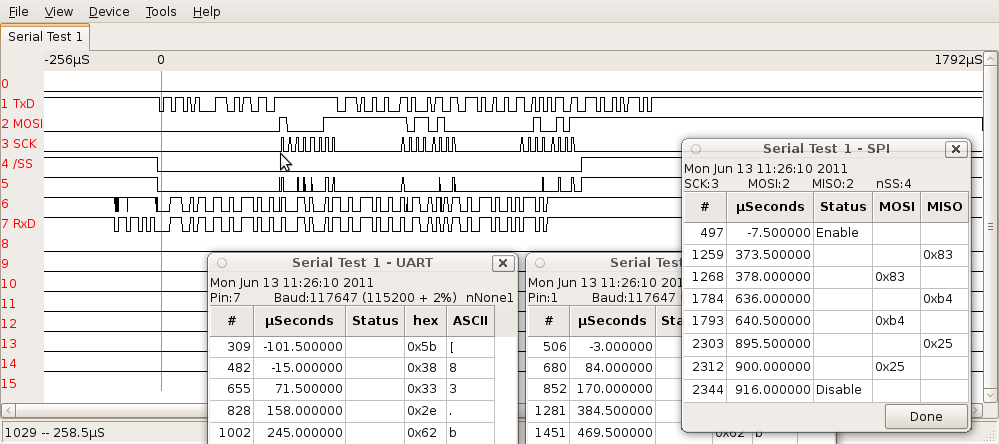 File View Device Tools Help
Serial Test 1
-256µS 0 1792µS
0
1 TxD
2 MOSI
3 SCK
4 /SS
5
6
7 RxD
8
9
10
11
12
13
14
15
Serial Test 1 - SPI
Mon Jun 13 11:26:10 2011
SCK:3 MOSI:2 MISO:2 nSS:4
# µSeconds Status MOSI MISO
497 -7.500000 Enable
1259 373.500000 0x83
1268 378.000000 0x83
1784 636.000000 0xb4
1793 640.500000 0xb4
2303 895.500000 0x25
2312 900.000000 0x25
2344 916.000000 Disable
Done
Serial Test 1 - UART
Mon Jun 13 11:26:10 2011
Pin:7 Baud:117647 (115200 + 2%) nNone1
# µSeconds Status hex ASCII
309 -101.500000 0x5b [
482 -15.000000 0x38 8
655 71.500000 0x33 3
828 158.000000 0x2e .
1002 245.000000 0x62 b
Serial Test
Mon Jun 13 11:26:10 2011
Pin:1 Baud:117647
# µSeconds Sta
506 -3.000000
680 84.000000
852 170.000000
1281 384.500000
1451 469.500000 0x62 b
1029 -- 258.5µS